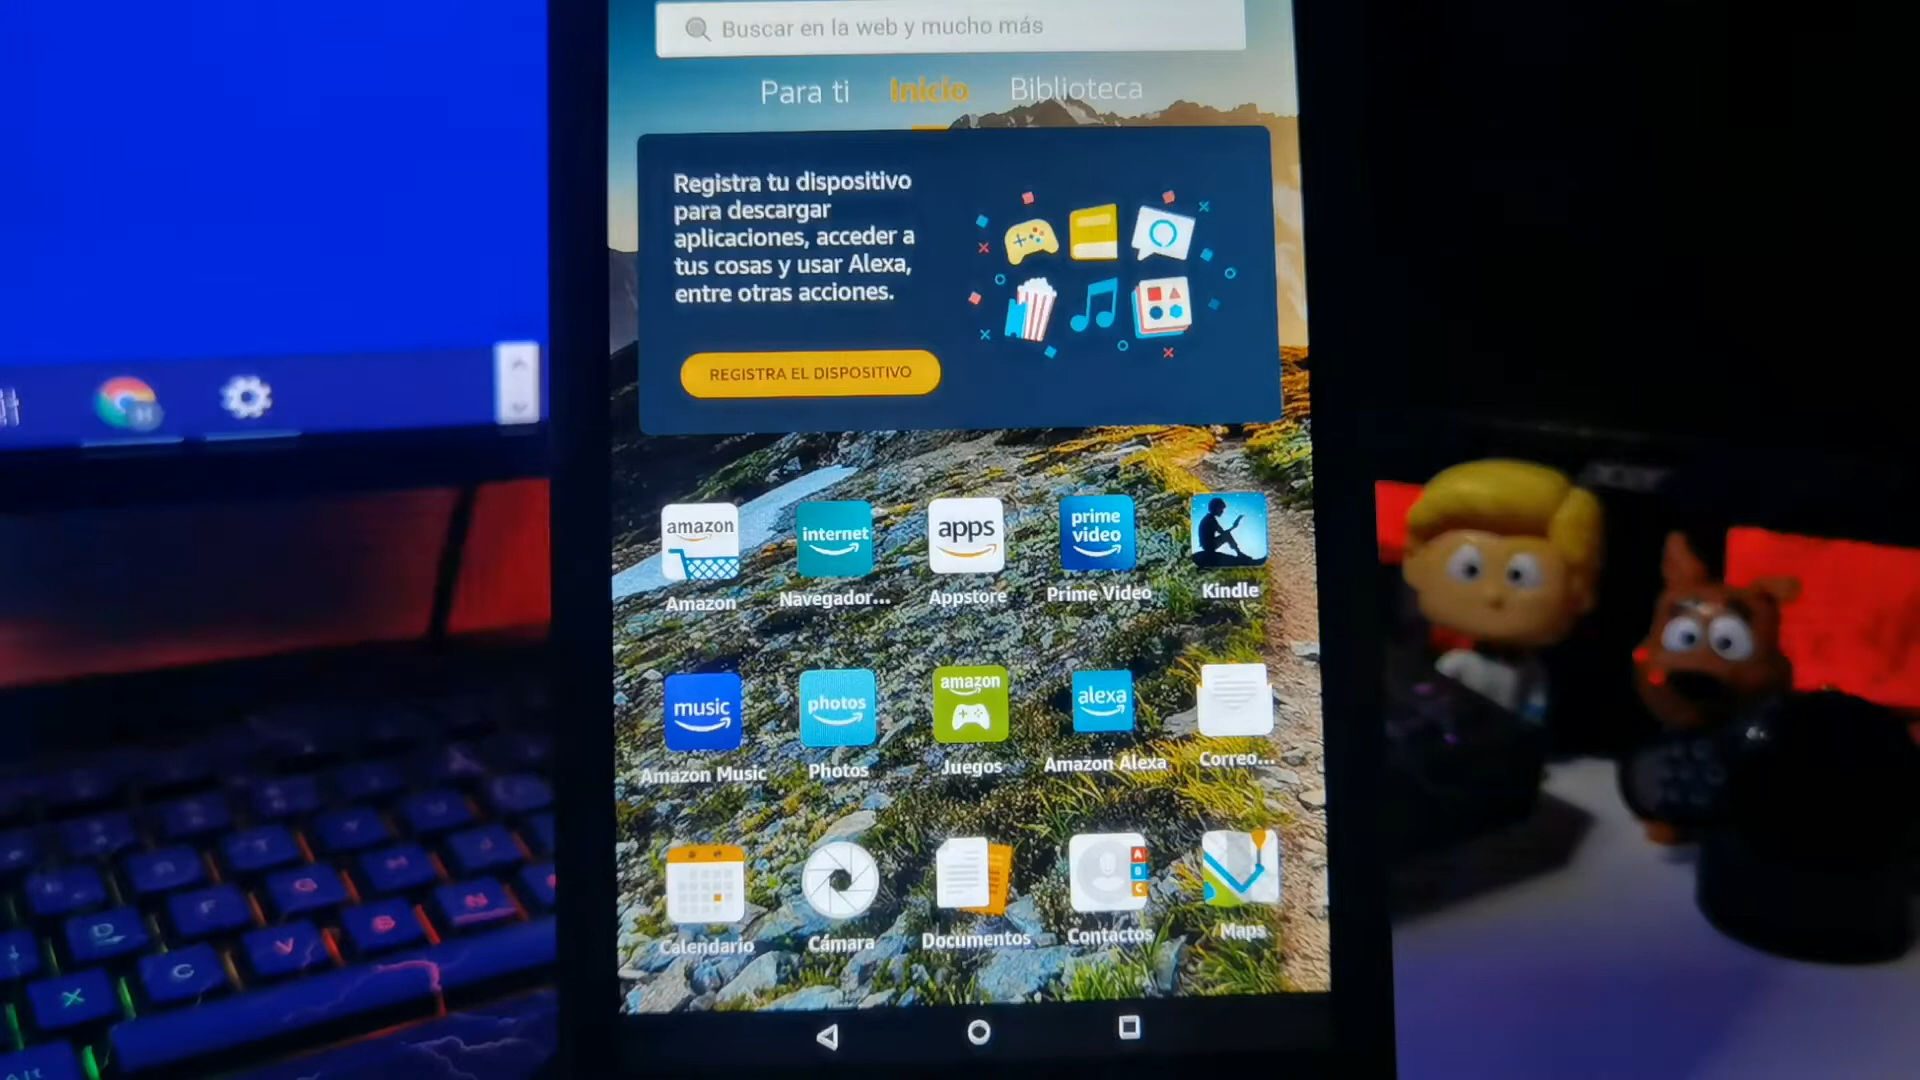 Buscar en la web y mucho más
Para ti Inicio Biblioteca
Registra tu dispositivo
para descargar
aplicaciones, acceder a
tus cosas y usar Alexa,
entre otras acciones.
REGISTRA EL DISPOSITIVO
amazon
internet
apps
prime
video
Amazon
Navegador...
Appstore
Prime Video
Kindle
music
photos
amazon
alexa
Amazon Music
Photos
Juegos
Amazon Alexa
Correo...
A
B
C
Calendario
Cámara
Documentos
Contactos
Maps
acer
F
G
D
C
V
B
N
X
Alt